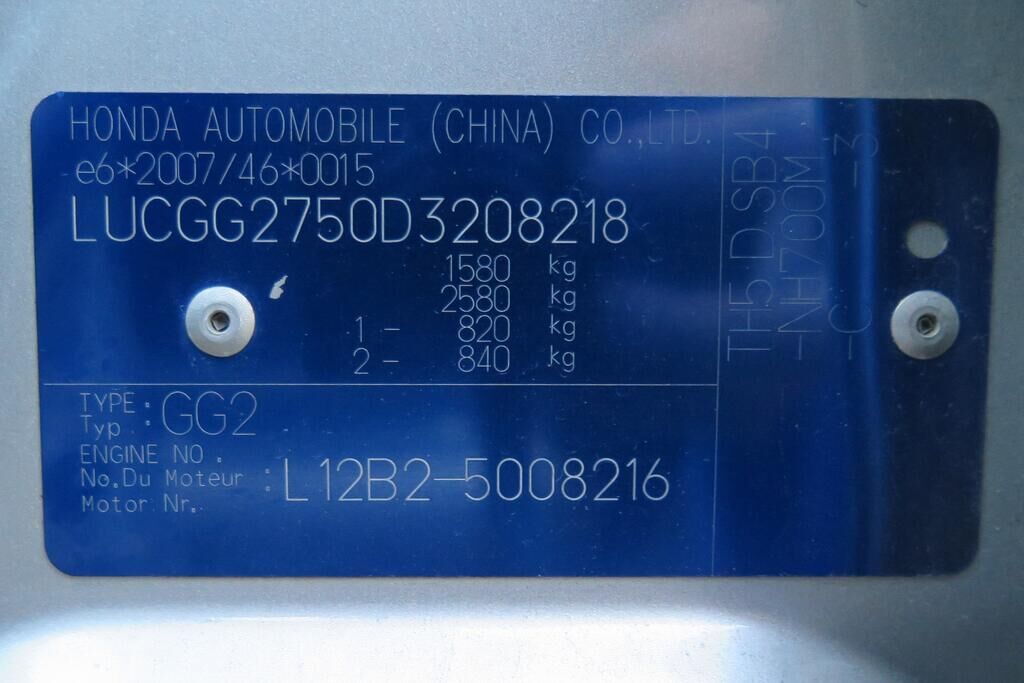 HONDA AUTOMOBILE (CHINA) CO.,LTD.
e6*2007/46*0015
LUCGG2750D3208218
1580 kg
2580 kg
1 - 820 kg
2 - 840 kg
TYPE :
Typ : GG2
ENGINE NO .
No.Du Moteur : L12B2-5008216
Motor Nr.
TH5 DSB4
-NH700M
-C -3